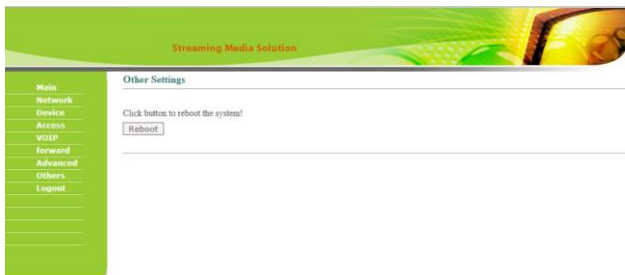 Streaming Media Solution
Main
Network
Device
Access
VOIP
forward
Advanced
Others
Logout
Other Settings
Click button to reboot the system!
Reboot